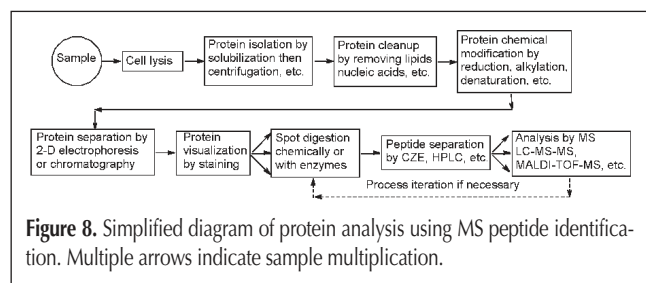 Sample
Cell lysis
Protein isolation by
solubilization then
centrifugation, etc.
Protein cleanup
by removing lipids
nucleic acids, etc.
Protein chemical
modification by
reduction, alkylation,
denaturation, etc.
Protein separation by
2-D electrophoresis
or chromatography
Protein
visualization
by staining
Spot digestion
chemically or
with enzymes
Peptide separation
by CZE, HPLC, etc.
Analysis by MS
LC-MS-MS,
MALDI-TOF-MS, etc.
Process iteration if necessary
Figure 8. Simplified diagram of protein analysis using MS peptide identifica-
tion. Multiple arrows indicate sample multiplication.